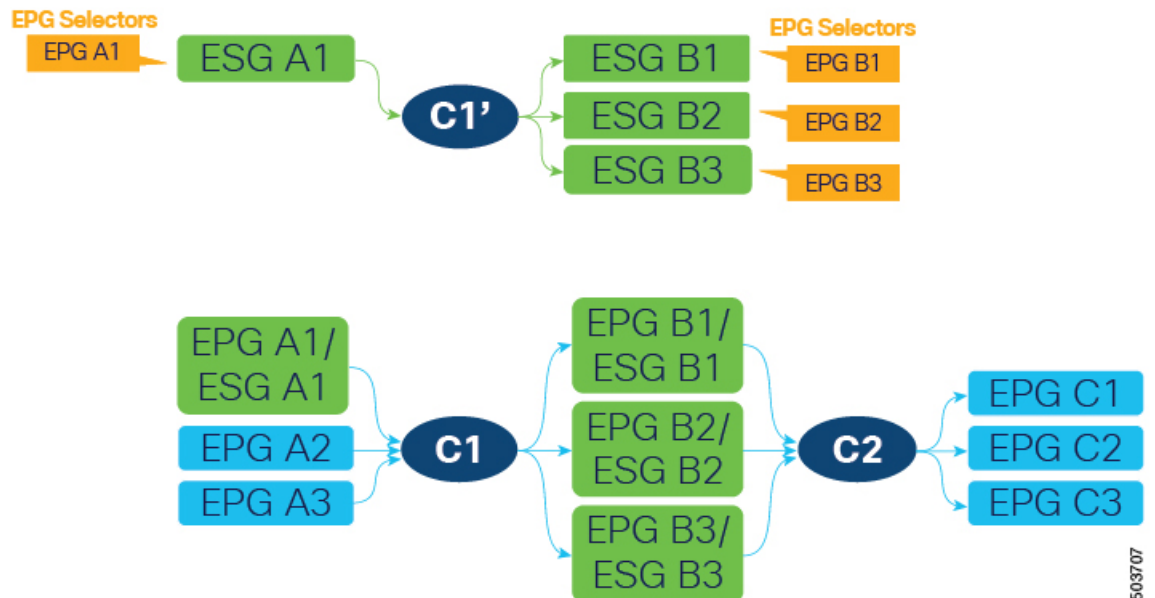 EPG Selectors
EPG A1
ESG A1
C1’
ESG B1
ESG B2
ESG B3
EPG Selectors
EPG B1
EPG B2
EPG B3
EPG A1/
ESG A1
EPG A2
EPG A3
C1
EPG B1/
ESG B1
EPG B2/
ESG B2
EPG B3/
ESG B3
C2
EPG C1
EPG C2
EPG C3
503707